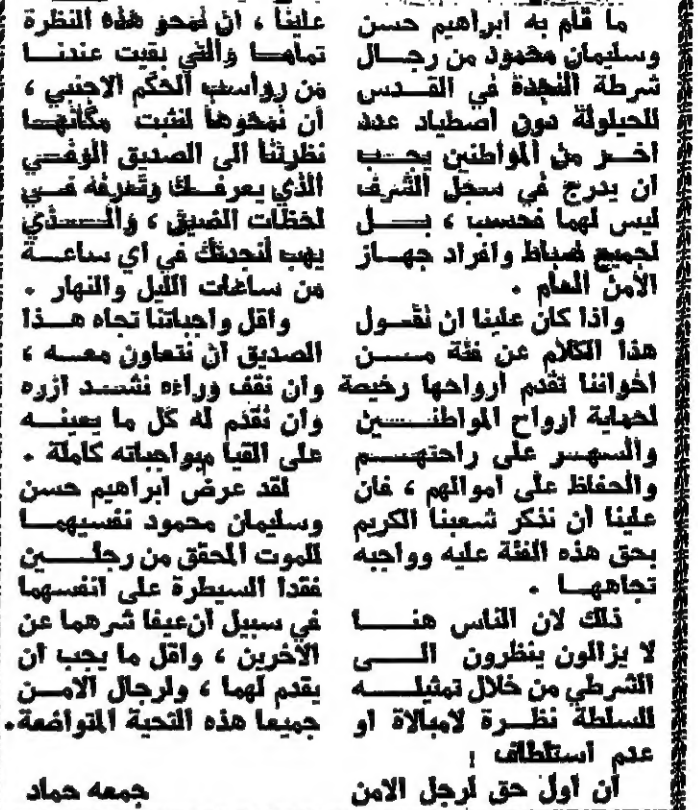 ما قام به ابراهيم حسن
وسليمان محمود من رجال
شرطة النجدة في القدس
للحيلولة دون اصطياد عدد
اخر من المواطنين يجب
ان يدرج في سجل الشرف
ليس لهما فحسب ، بل
لجميع ضباط وافراد جهاز
الامن العام .
واذا كان علينا ان نقول
هذا الكلام عن فئة من
اخواننا تقدم ارواحها رخيصة
لحماية ارواح المواطنين
والسهر على راحتهم
والحفاظ على اموالهم ، فان
علينا ان نذكر شعبنا الكريم
بحق هذه الفئة عليه وواجبه
تجاهها .
ذلك لان الناس هنا
لا يزالون ينظرون الى
الشرطي من خلال تمثيله
للسلطة نظرة لامبالاة او
عدم استلطاف !
ان اول حق لرجل الامن
علينا ، ان نمحو هذه النظرة
تماما والتي بقيت عندنا
من رواسب الحكم الاجنبي ،
أن نمحوها لنثبت مكانها
نظرتنا الى الصديق الوفي
الذي يعرفك وتعرفه في
لحظات الضيق ، والذي
يهب لنجدتك في اي ساعة
من ساعات الليل والنهار .
واقل واجباتنا تجاه هذا
الصديق ان نتعاون معه ،
وان نقف وراءه نشد ازره
وان نقدم له كل ما يعينه
على القيا مبواجباته كاملة .
لقد عرض ابراهيم حسن
وسليمان محمود نفسيهما
للموت المحقق من رجلين
فقدا السيطرة على انفسهما
في سبيل ان عيفا شرهما عن
الاخرين ، واقل ما يجب ان
يقدم لهما ، ولرجال الامن
جميعا هذه التحية المتواضعة.
جمعه حماد